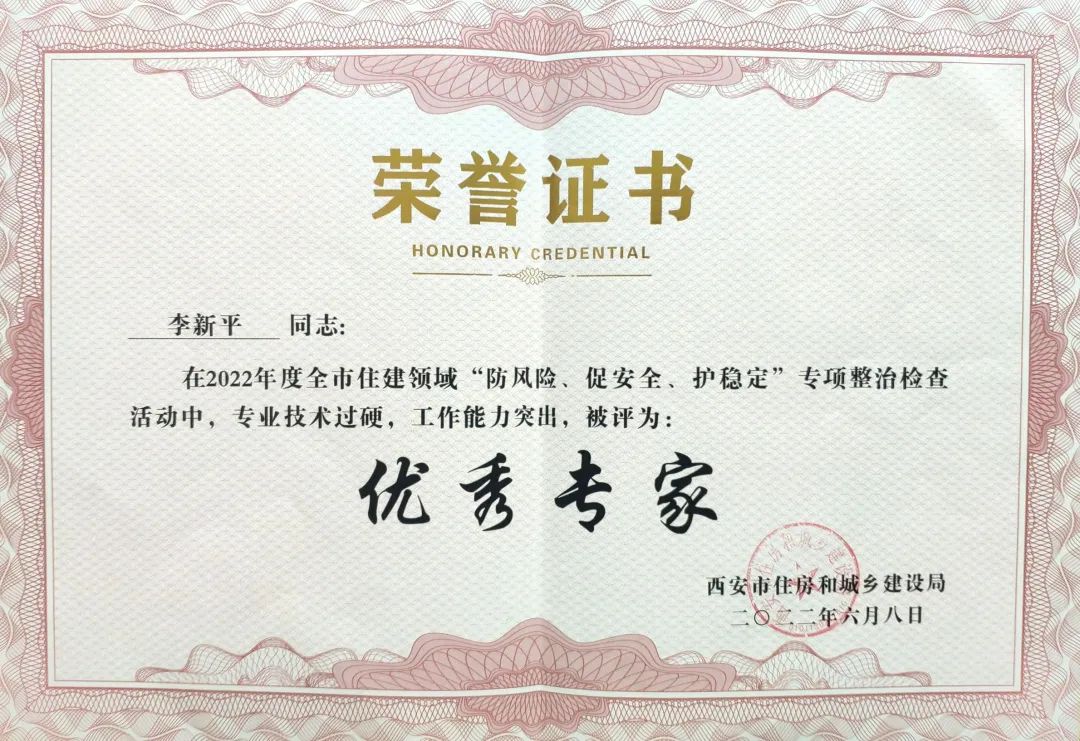 荣誉证书
HONORARY CREDENTIAL
李新平 同志:
在2022年度全市住建领域“防风险、促安全、护稳定”专项整治检查
活动中，专业技术过硬，工作能力突出，被评为：
优秀专家
西安市住房和城乡建设局
二〇二二年六月八日